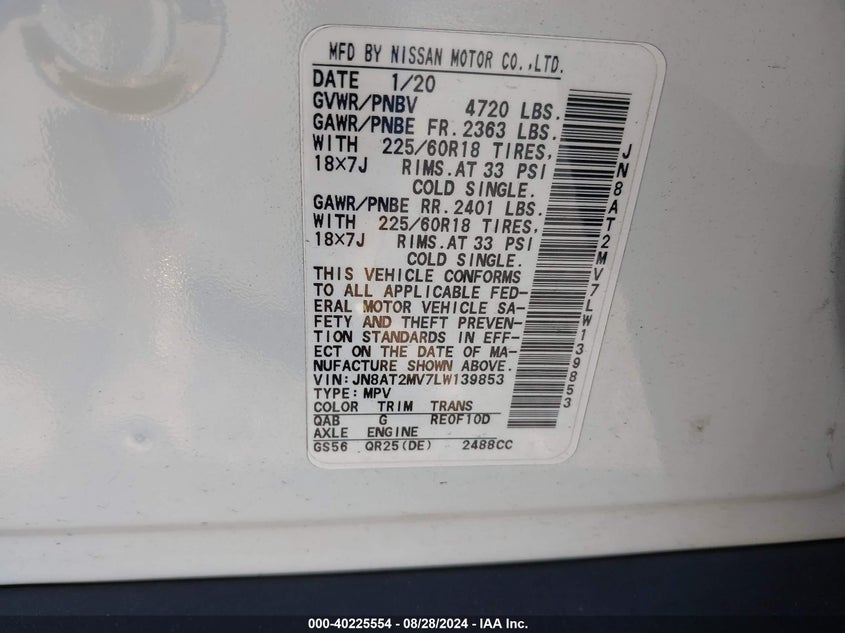 MFD BY NISSAN MOTOR CO.,LTD.
DATE 1/20
GVWR/PNBV 4720 LBS.
GAWR/PNBE FR. 2363 LBS.
WITH 225/60R18 TIRES,
18×7J RIMS.AT 33 PSI
COLD SINGLE.
GAWR/PNBE RR. 2401 LBS.
WITH 225/60R18 TIRES,
18×7J RIMS.AT 33 PSI
COLD SINGLE.
THIS VEHICLE CONFORMS
TO ALL APPLICABLE FED-
ERAL MOTOR VEHICLE SA-
FETY AND THEFT PREVEN-
TION STANDARDS IN EFF-
ECT ON THE DATE OF MA-
NUFACTURE SHOWN ABOVE.
VIN:JN8AT2MV7LW139853
TYPE:MPV
COLOR TRIM TRANS
QAB G RE0F10D
AXLE ENGINE
GS56 QR25(DE) 2488CC
JN8AT2MV7LW139853
000-40225554 - 08/28/2024 - IAA Inc.